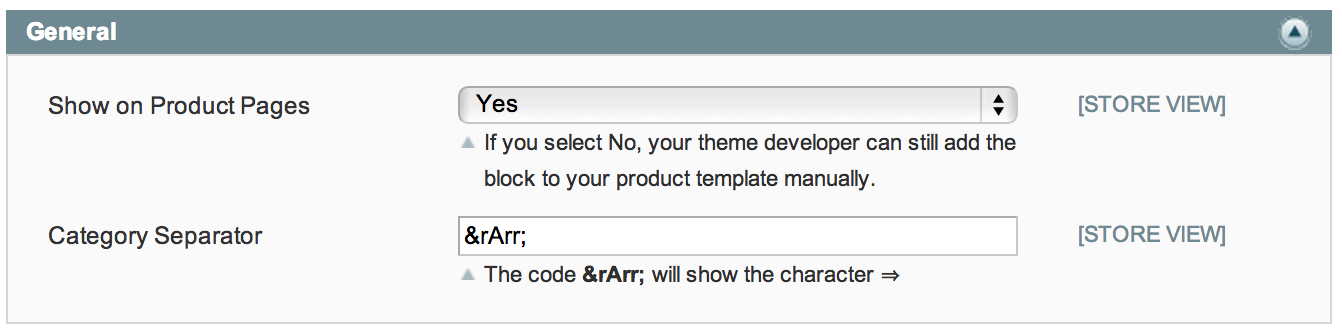 General
Show on Product Pages Yes [STORE VIEW]
If you select No, your theme developer can still add the
block to your product template manually.
Category Separator &rArr; [STORE VIEW]
The code &rArr; will show the character ⇒